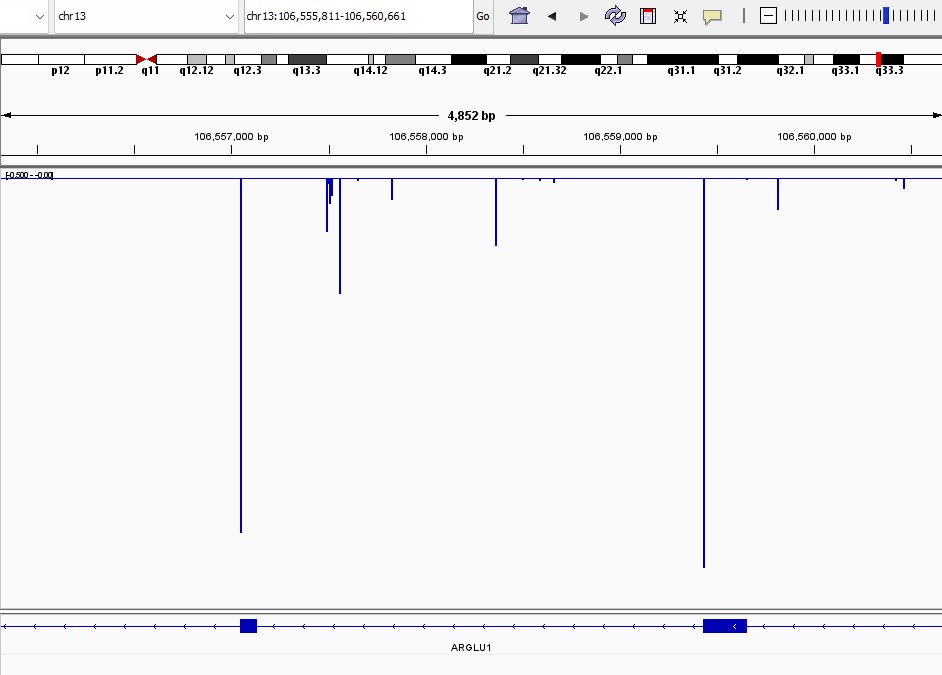 chr13 chr13:106,555,811-106,560,661 Go
p12 p11.2 q11 q12.12 q12.3 q13.3 q14.12 q14.3 q21.2 q21.32 q22.1 q31.1 q31.2 q32.1 q33.1 q33.3
4,852 bp
106,557,000 bp 106,558,000 bp 106,559,000 bp 106,560,000 bp
[-0.500 - -0.00]
ARGLU1